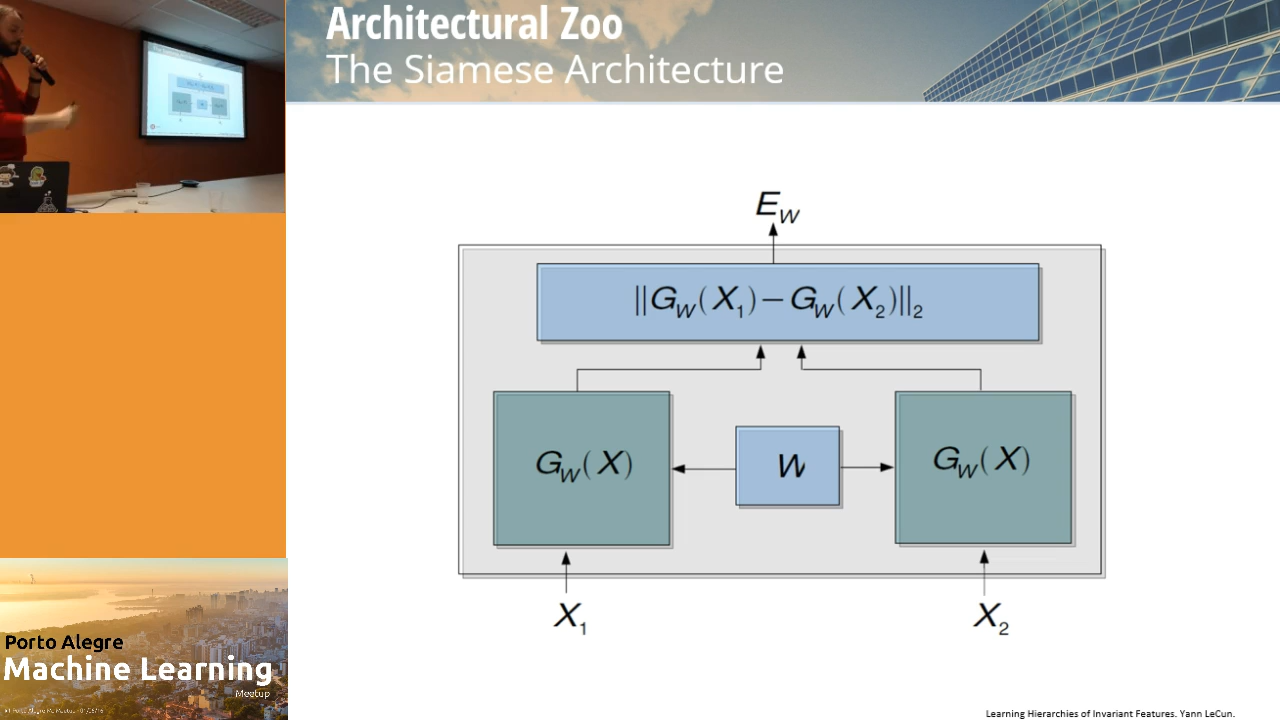 Architectural Zoo
The Siamese Architecture
E_W
||G_W(X_1)−G_W(X_2)||_2
G_W(X)
W
G_W(X)
X_1
X_2
Porto Alegre
Machine Learning
Meetup
Learning Hierarchies of Invariant Features. Yann LeCun.